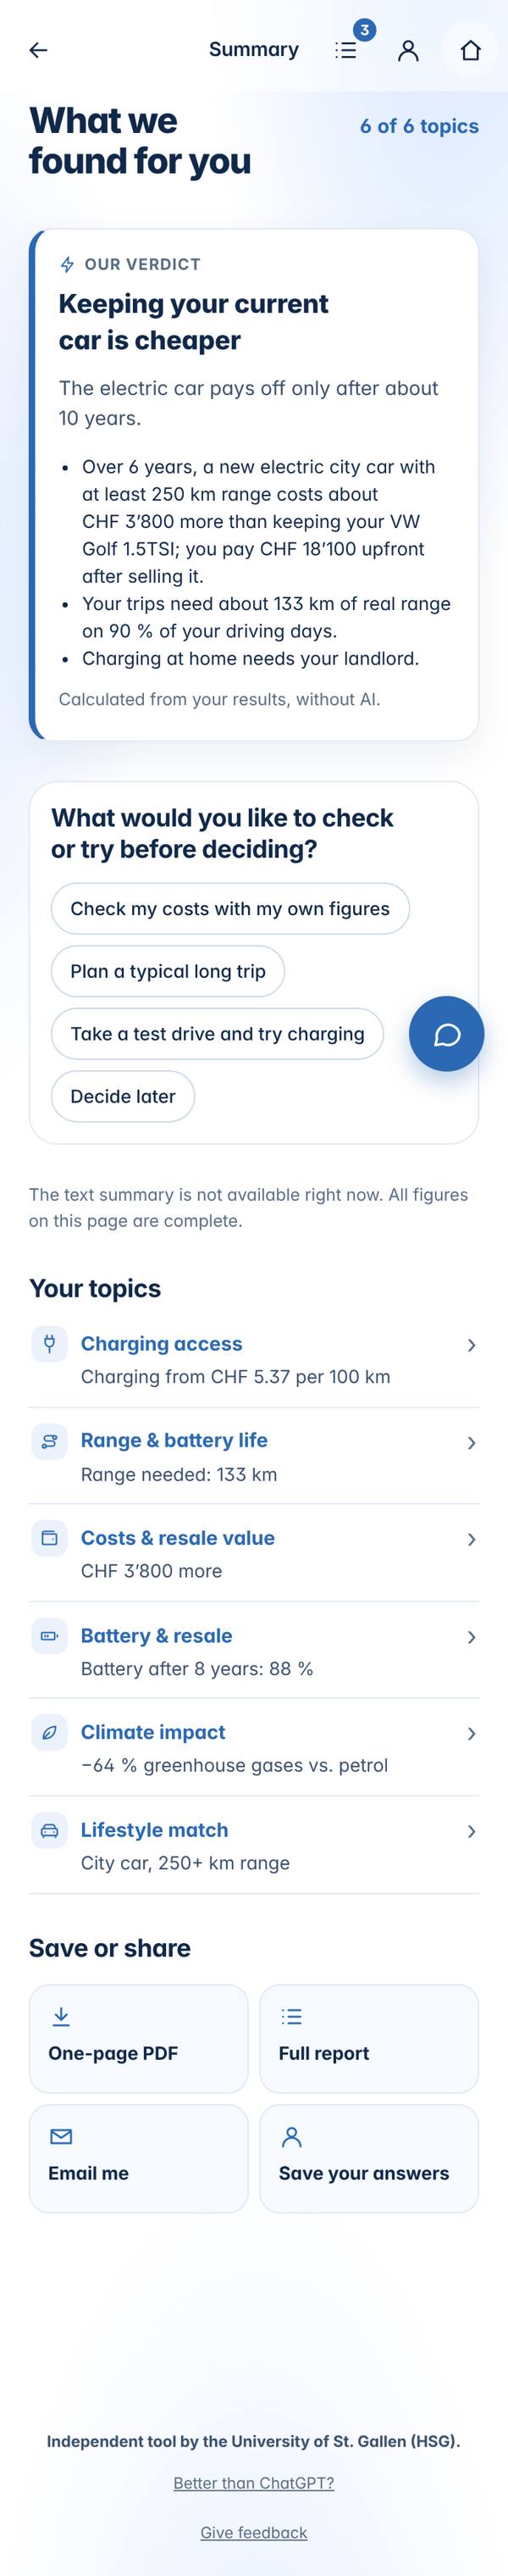 Summary
3
What we
found for you
6 of 6 topics
OUR VERDICT
Keeping your current
car is cheaper
The electric car pays off only after about
10 years.
• Over 6 years, a new electric city car with
at least 250 km range costs about
CHF 3’800 more than keeping your VW
Golf 1.5TSI; you pay CHF 18’100 upfront
after selling it.
• Your trips need about 133 km of real range
on 90 % of your driving days.
• Charging at home needs your landlord.
Calculated from your results, without AI.
What would you like to check
or try before deciding?
Check my costs with my own figures
Plan a typical long trip
Take a test drive and try charging
Decide later
The text summary is not available right now. All figures
on this page are complete.
Your topics
Charging access
Charging from CHF 5.37 per 100 km
Range & battery life
Range needed: 133 km
Costs & resale value
CHF 3’800 more
Battery & resale
Battery after 8 years: 88 %
Climate impact
−64 % greenhouse gases vs. petrol
Lifestyle match
City car, 250+ km range
Save or share
One-page PDF
Full report
Email me
Save your answers
Independent tool by the University of St. Gallen (HSG).
Better than ChatGPT?
Give feedback